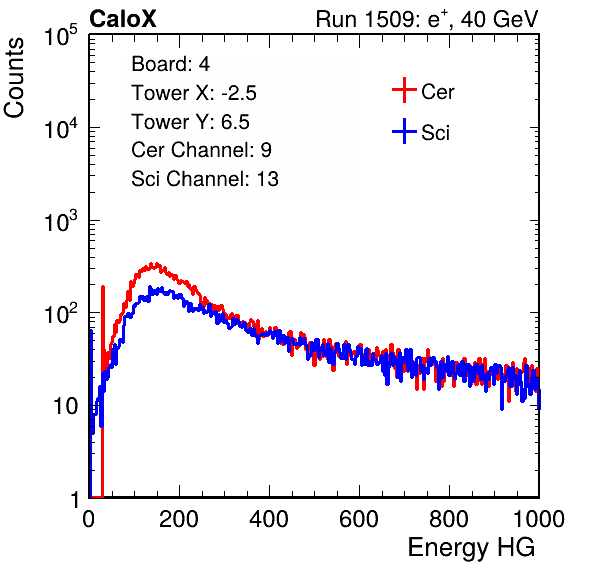 CaloX Run 1509: e⁺, 40 GeV
Counts
10⁵
10⁴
10³
10²
10
1
Board: 4
Tower X: -2.5
Tower Y: 6.5
Cer Channel: 9
Sci Channel: 13
Cer
Sci
0 200 400 600 800 1000
Energy HG